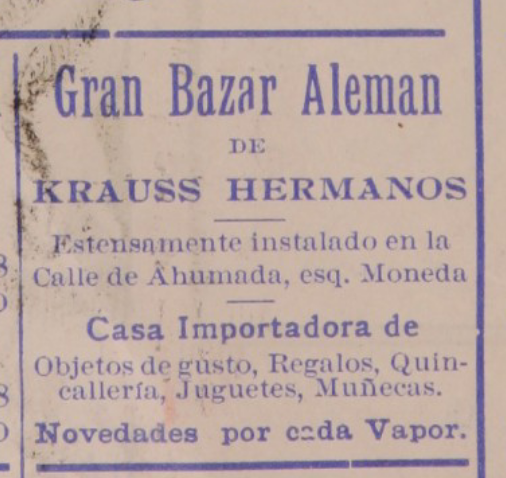 Gran Bazar Aleman
DE
KRAUSS HERMANOS
Estensamente instalado en la
Calle de Ahumada, esq. Moneda
Casa Importadora de
Objetos de gusto, Regalos, Quin-
callería, Juguetes, Muñecas.
Novedades por cada Vapor.